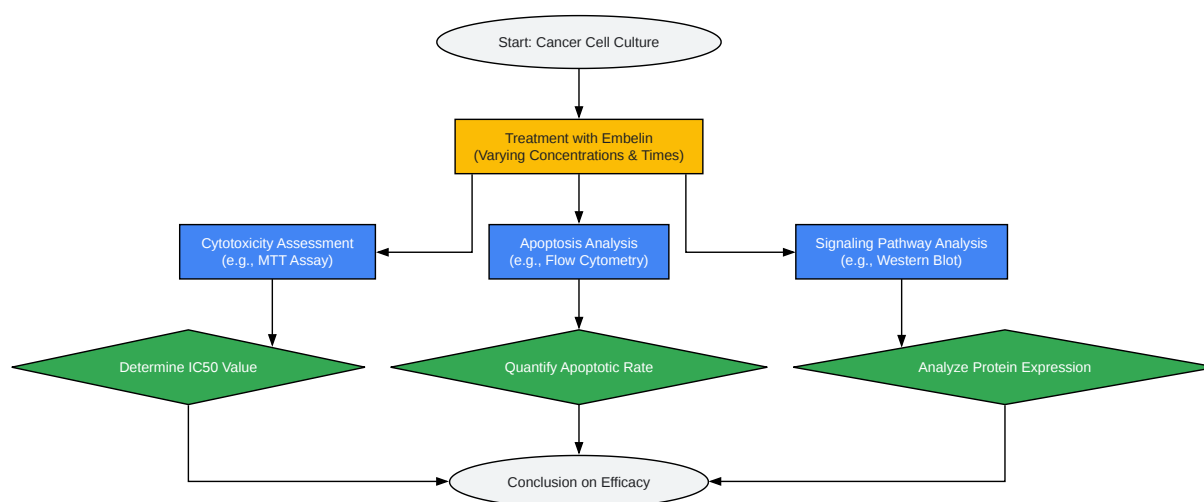 Start: Cancer Cell Culture
Treatment with Embelin
(Varying Concentrations & Times)
Cytotoxicity Assessment
(e.g., MTT Assay)
Apoptosis Analysis
(e.g., Flow Cytometry)
Signaling Pathway Analysis
(e.g., Western Blot)
Determine IC50 Value
Quantify Apoptotic Rate
Analyze Protein Expression
Conclusion on Efficacy